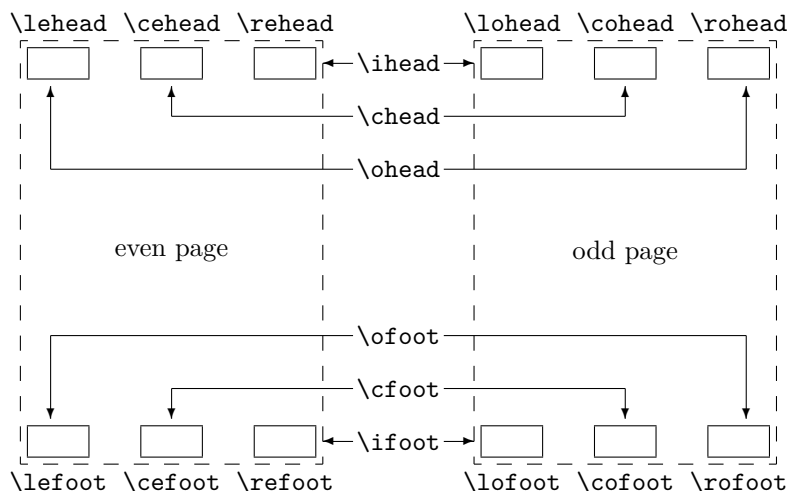 \lehead \cehead \rehead \lohead \cohead \rohead
\ihead
\chead
\ohead
even page odd page
\ofoot
\cfoot
\ifoot
\lefoot \cefoot \refoot \lofoot \cofoot \rofoot